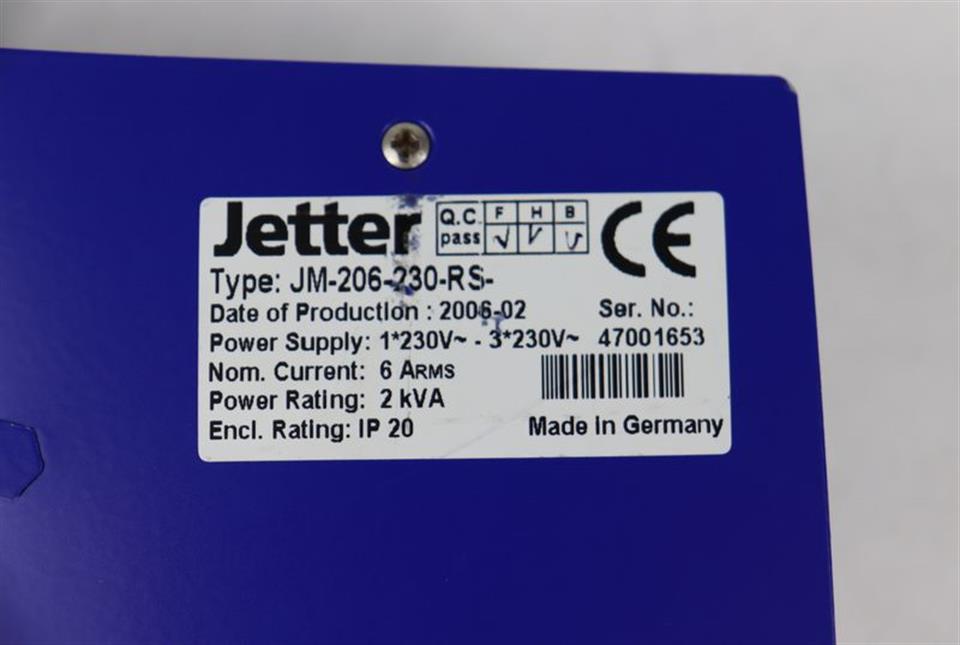 Jetter
Q.C. pass F H B
CE
Type: JM-206-230-RS-
Date of Production : 2006-02
Ser. No.:
Power Supply: 1*230V~ - 3*230V~
47001653
Nom. Current: 6 ARMS
Power Rating: 2 kVA
Encl. Rating: IP 20
Made in Germany